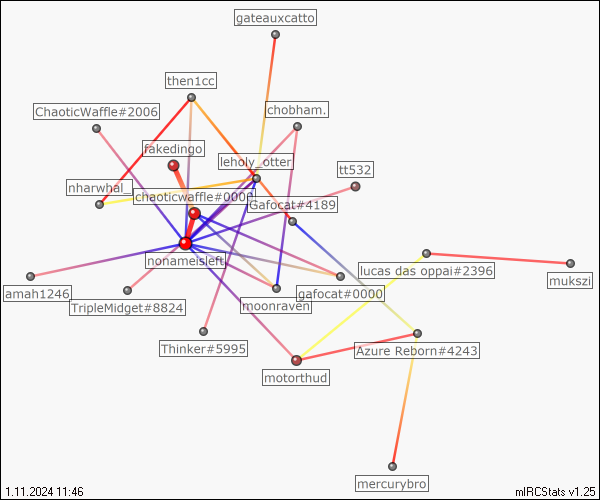 gateauxcatto
then1cc
ChaoticWaffle#2006
chobham.
fakedingo
leholy_otter
tt532
nharwhal_
chaoticwaffle#0000
Gafocat#4189
nonameisleft
lucas das oppai#2396
mukszi
amah1246
TripleMidget#8824
moonraven
gafocat#0000
Thinker#5995
Azure Reborn#4243
motorthud
mercurybro
1.11.2024 11:46
mIRCStats v1.25